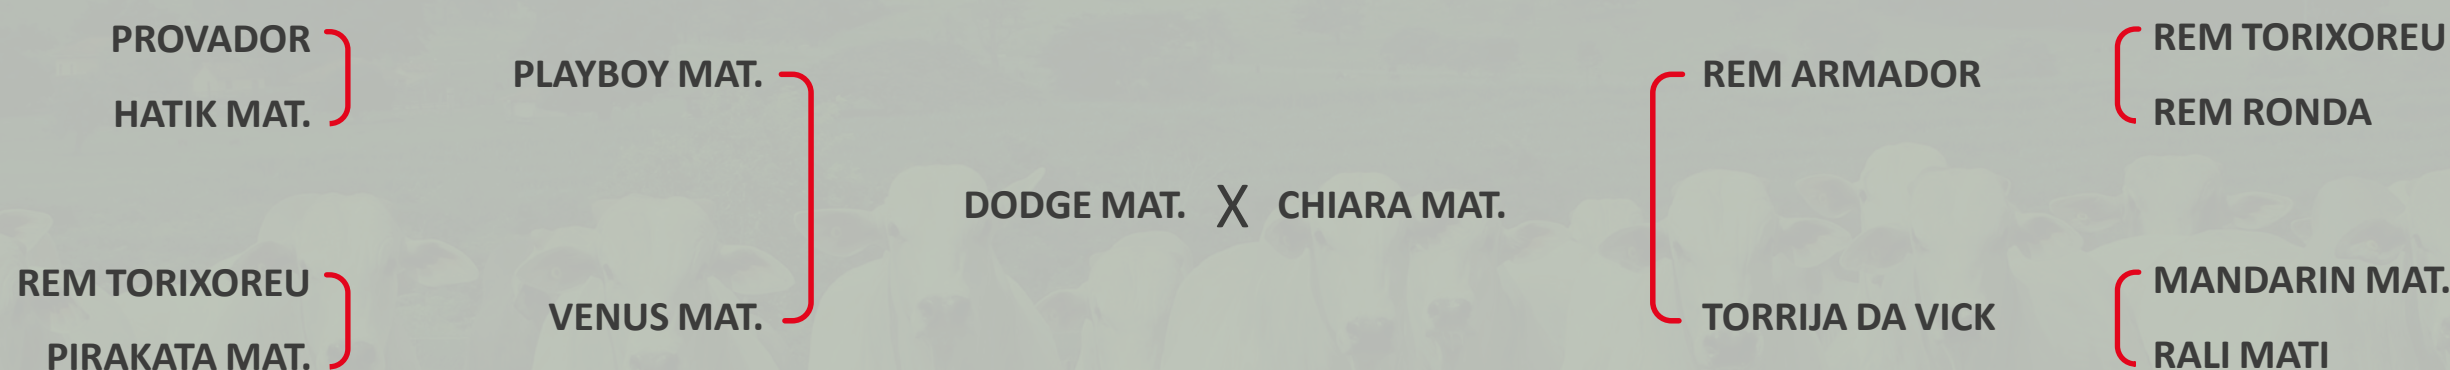 PROVADOR
HATIK MAT.
PLAYBOY MAT.
REM TORIXOREU
PIRAKATA MAT.
VENUS MAT.
DODGE MAT. X CHIARA MAT.
REM ARMADOR
REM TORIXOREU
REM RONDA
TORRIJA DA VICK
MANDARIN MAT.
RALI MATI